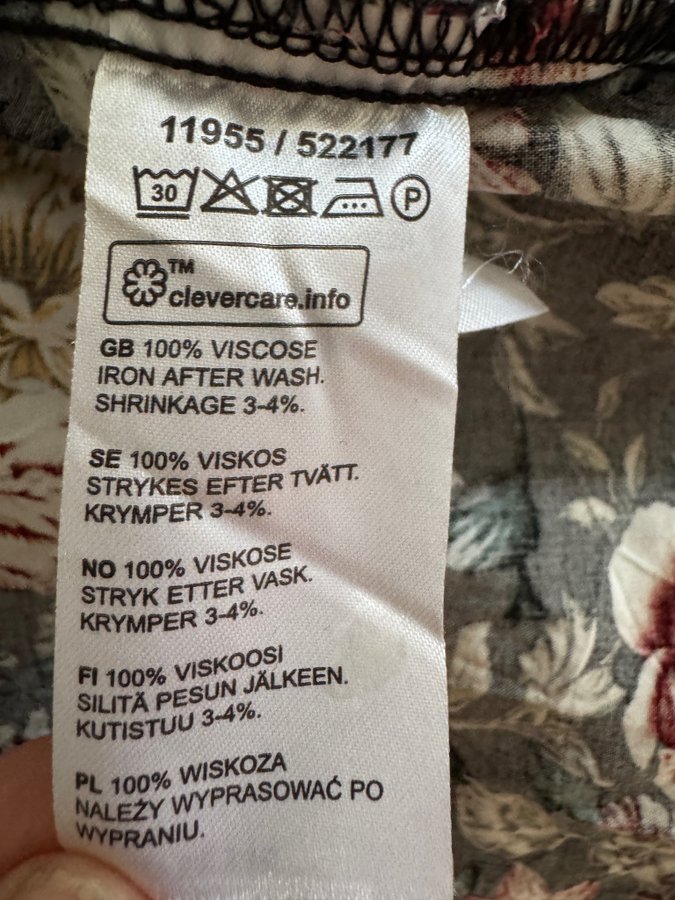 11955 / 522177
30 P
™
clevercare.info
GB 100% VISCOSE
IRON AFTER WASH.
SHRINKAGE 3-4%.
SE 100% VISKOS
STRYKES EFTER TVÄTT.
KRYMPER 3-4%.
NO 100% VISKOSE
STRYK ETTER VASK.
KRYMPER 3-4%.
FI 100% VISKOOSI
SILITÄ PESUN JÄLKEEN.
KUTISTUU 3-4%.
PL 100% WISKOZA
NALEŻY WYPRASOWAĆ PO
WYPRANIU.